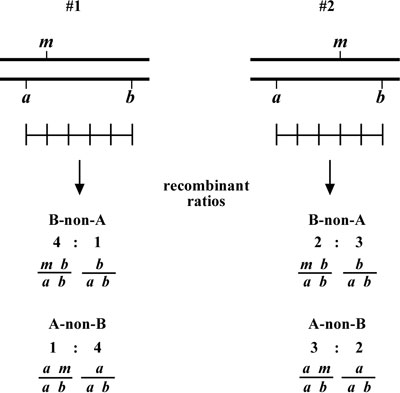 #1 #2
m m
a b a b
recombinant
ratios
B-non-A B-non-A
4 : 1 2 : 3
m b b m b b
a b a b a b a b
A-non-B A-non-B
1 : 4 3 : 2
a m a a m a
a b a b a b a b